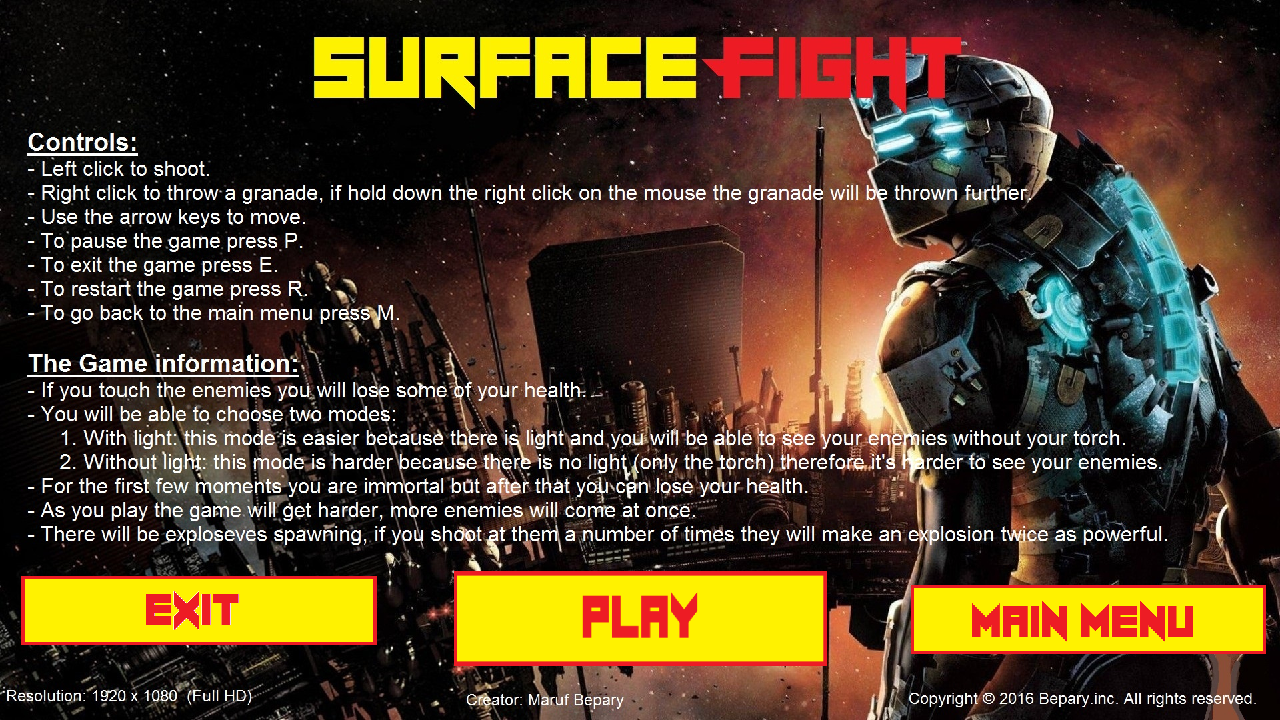 SURFACE FIGHT
Controls:
- Left click to shoot.
- Right click to throw a granade, if hold down the right click on the mouse the granade will be thrown further.
- Use the arrow keys to move.
- To pause the game press P.
- To exit the game press E.
- To restart the game press R.
- To go back to the main menu press M.
The Game information:
- If you touch the enemies you will lose some of your health.
- You will be able to choose two modes:
1. With light: this mode is easier because there is light and you will be able to see your enemies without your torch.
2. Without light: this mode is harder because there is no light (only the torch) therefore it's harder to see your enemies.
- For the first few moments you are immortal but after that you can lose your health.
- As you play the game will get harder, more enemies will come at once.
- There will be exploseves spawning, if you shoot at them a number of times they will make an explosion twice as powerful.
EXIT
PLAY
MAIN MENU
Resolution: 1920 x 1080 (Full HD)
Creator: Maruf Bepary
Copyright © 2016 Bepary.inc. All rights reserved.